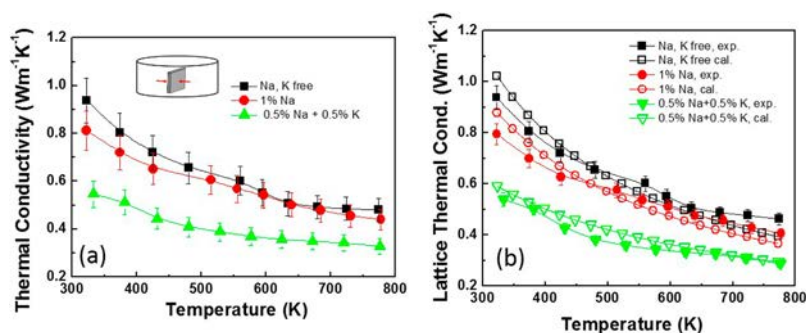 Thermal Conductivity (Wm⁻¹K⁻¹)
1.2
1.0
0.8
0.6
0.4
0.2
Na, K free
1% Na
0.5% Na + 0.5% K
(a)
300 400 500 600 700 800
Temperature (K)
Lattice Thermal Cond. (Wm⁻¹K⁻¹)
1.2
1.0
0.8
0.6
0.4
0.2
Na, K free, exp.
Na, K free cal.
1% Na, exp.
1% Na, cal.
0.5% Na+0.5% K, exp.
0.5% Na+0.5% K, cal.
(b)
300 400 500 600 700 800
Temperature (K)